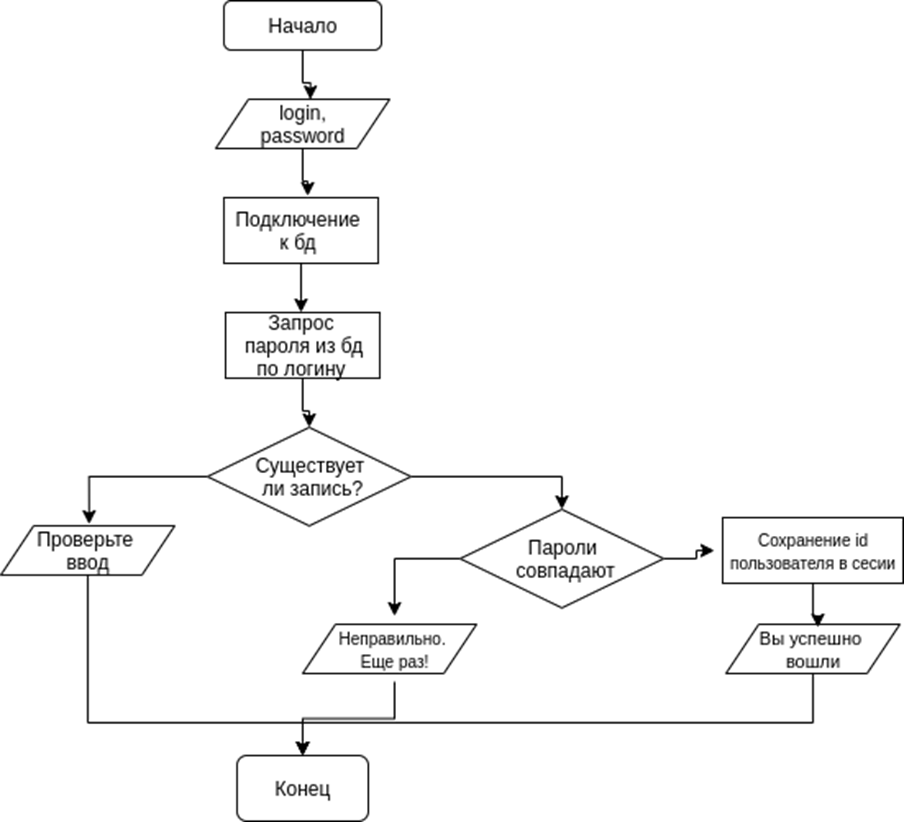 Начало
login,
password
Подключение
к бд
Запрос
пароля из бд
по логину
Существует
ли запись?
Проверьте
ввод
Пароли
совпадают
Сохранение id
пользователя в сесии
Неправильно.
Еще раз!
Вы успешно
вошли
Конец